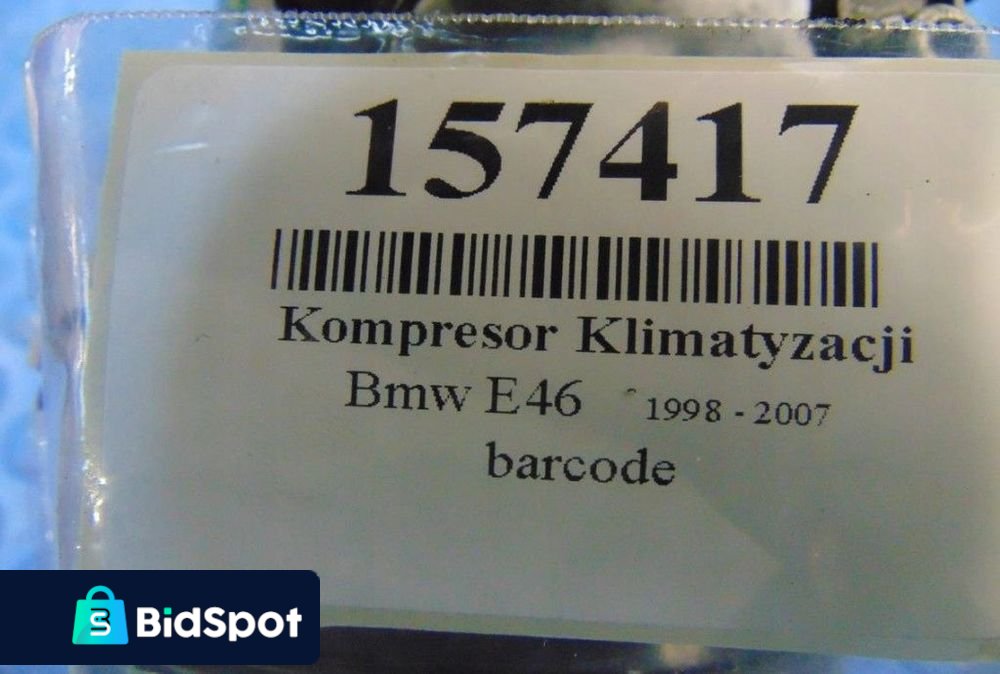 157417
Kompresor Klimatyzacji
Bmw E46 1998 - 2007
barcode
BidSpot